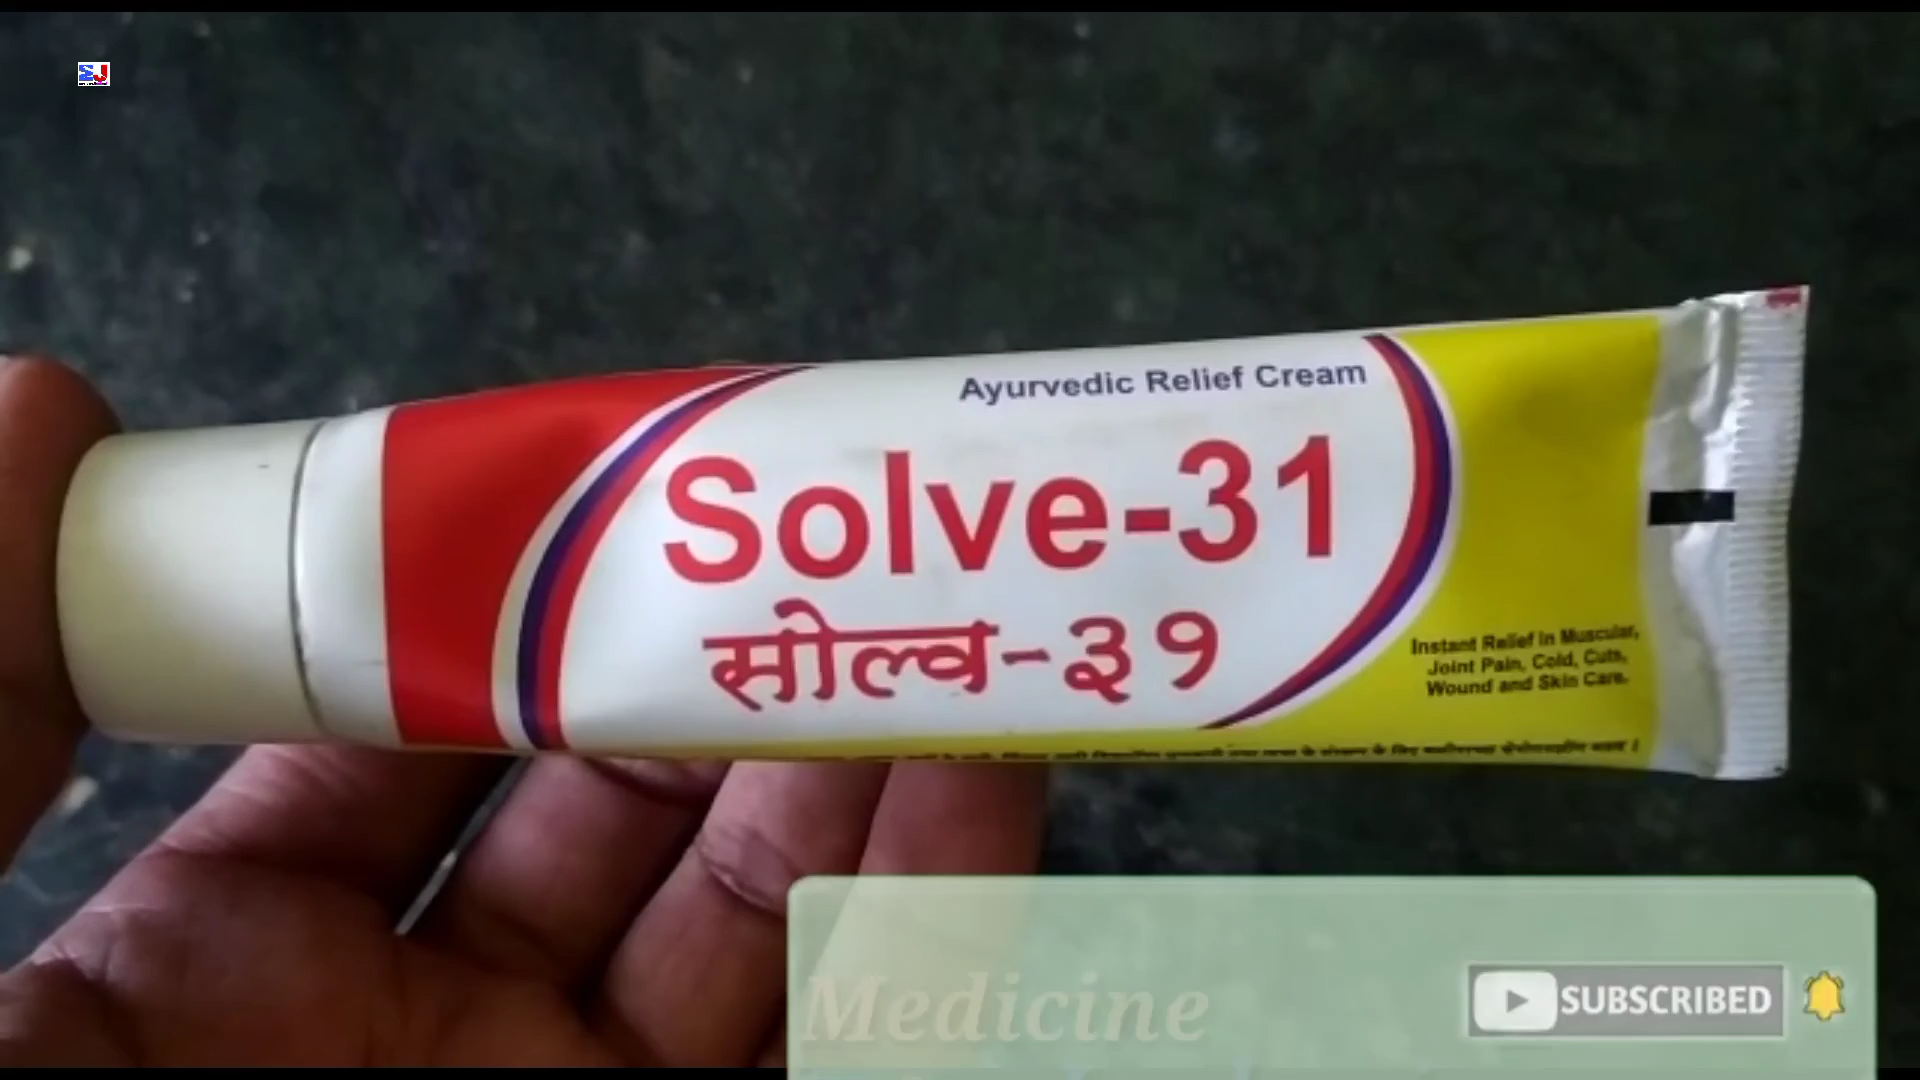 Ayurvedic Relief Cream
Solve-31
सोल्व-३१
Instant Relief in Muscular,
Joint Pain, Cold, Cuts,
Wound and Skin Care.
Medicine
SUBSCRIBED